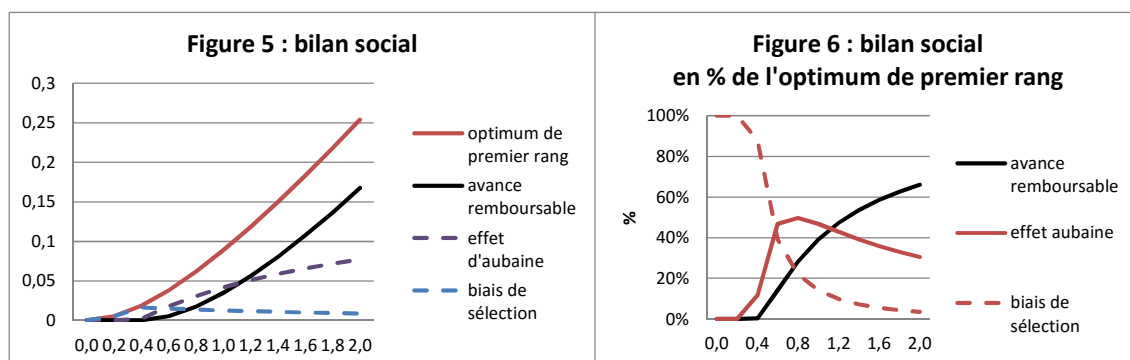 Figure 5 : bilan social
0,3
0,25
0,2
0,15
0,1
0,05
0
0,0 0,2 0,4 0,6 0,8 1,0 1,2 1,4 1,6 1,8 2,0
optimum de
premier rang
avance
remboursable
effet
d'aubaine
biais de
sélection
Figure 6 : bilan social
en % de l'optimum de premier rang
%
100%
80%
60%
40%
20%
0%
0,0 0,4 0,8 1,2 1,6 2,0
avance
remboursable
effet aubaine
biais de
sélection